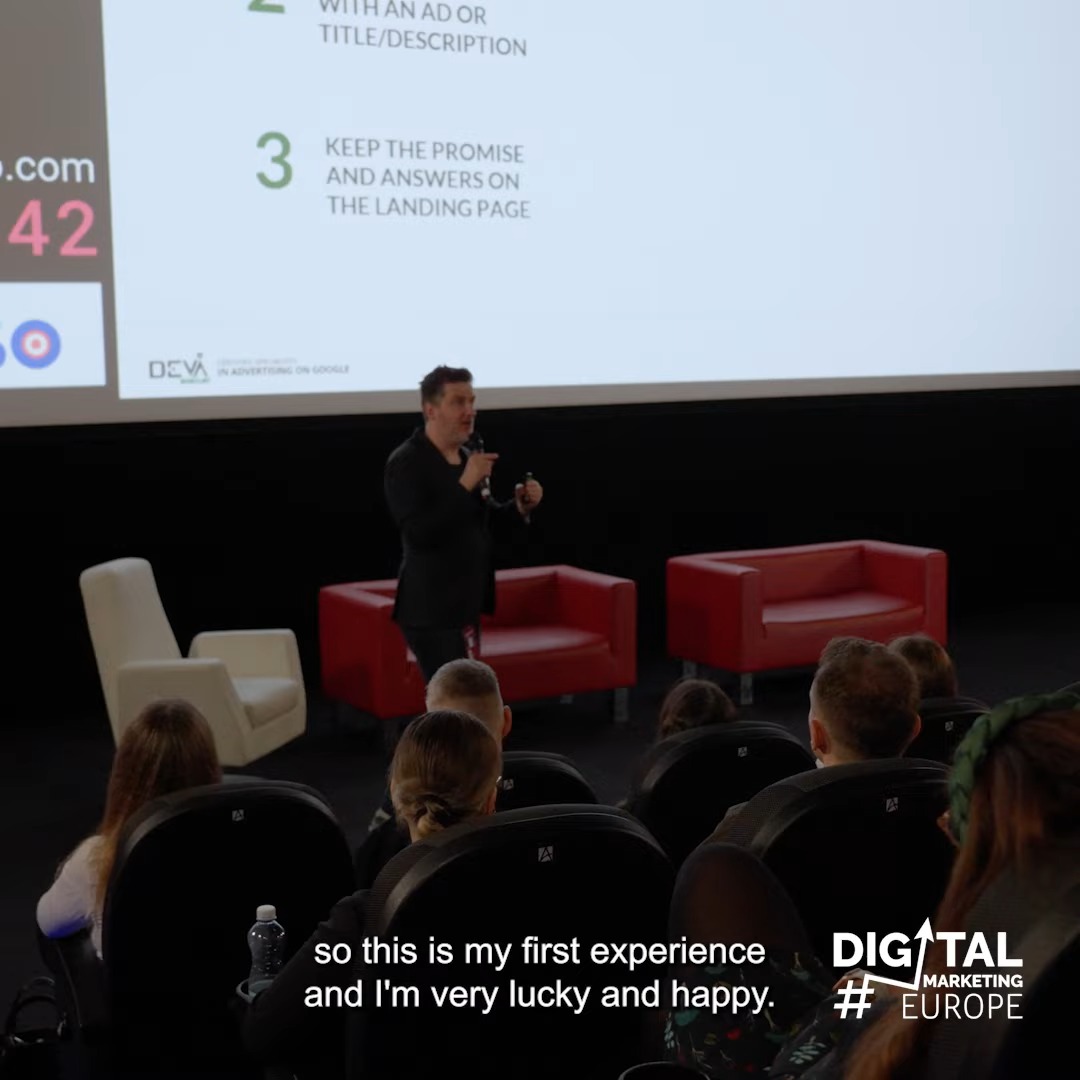 2
WITH AN AD OR
TITLE/DESCRIPTION
3
KEEP THE PROMISE
AND ANSWERS ON
THE LANDING PAGE
.com
42
DEVA
IN ADVERTISING ON GOOGLE
so this is my first experience
and I'm very lucky and happy.
DIGITAL
MARKETING
# EUROPE